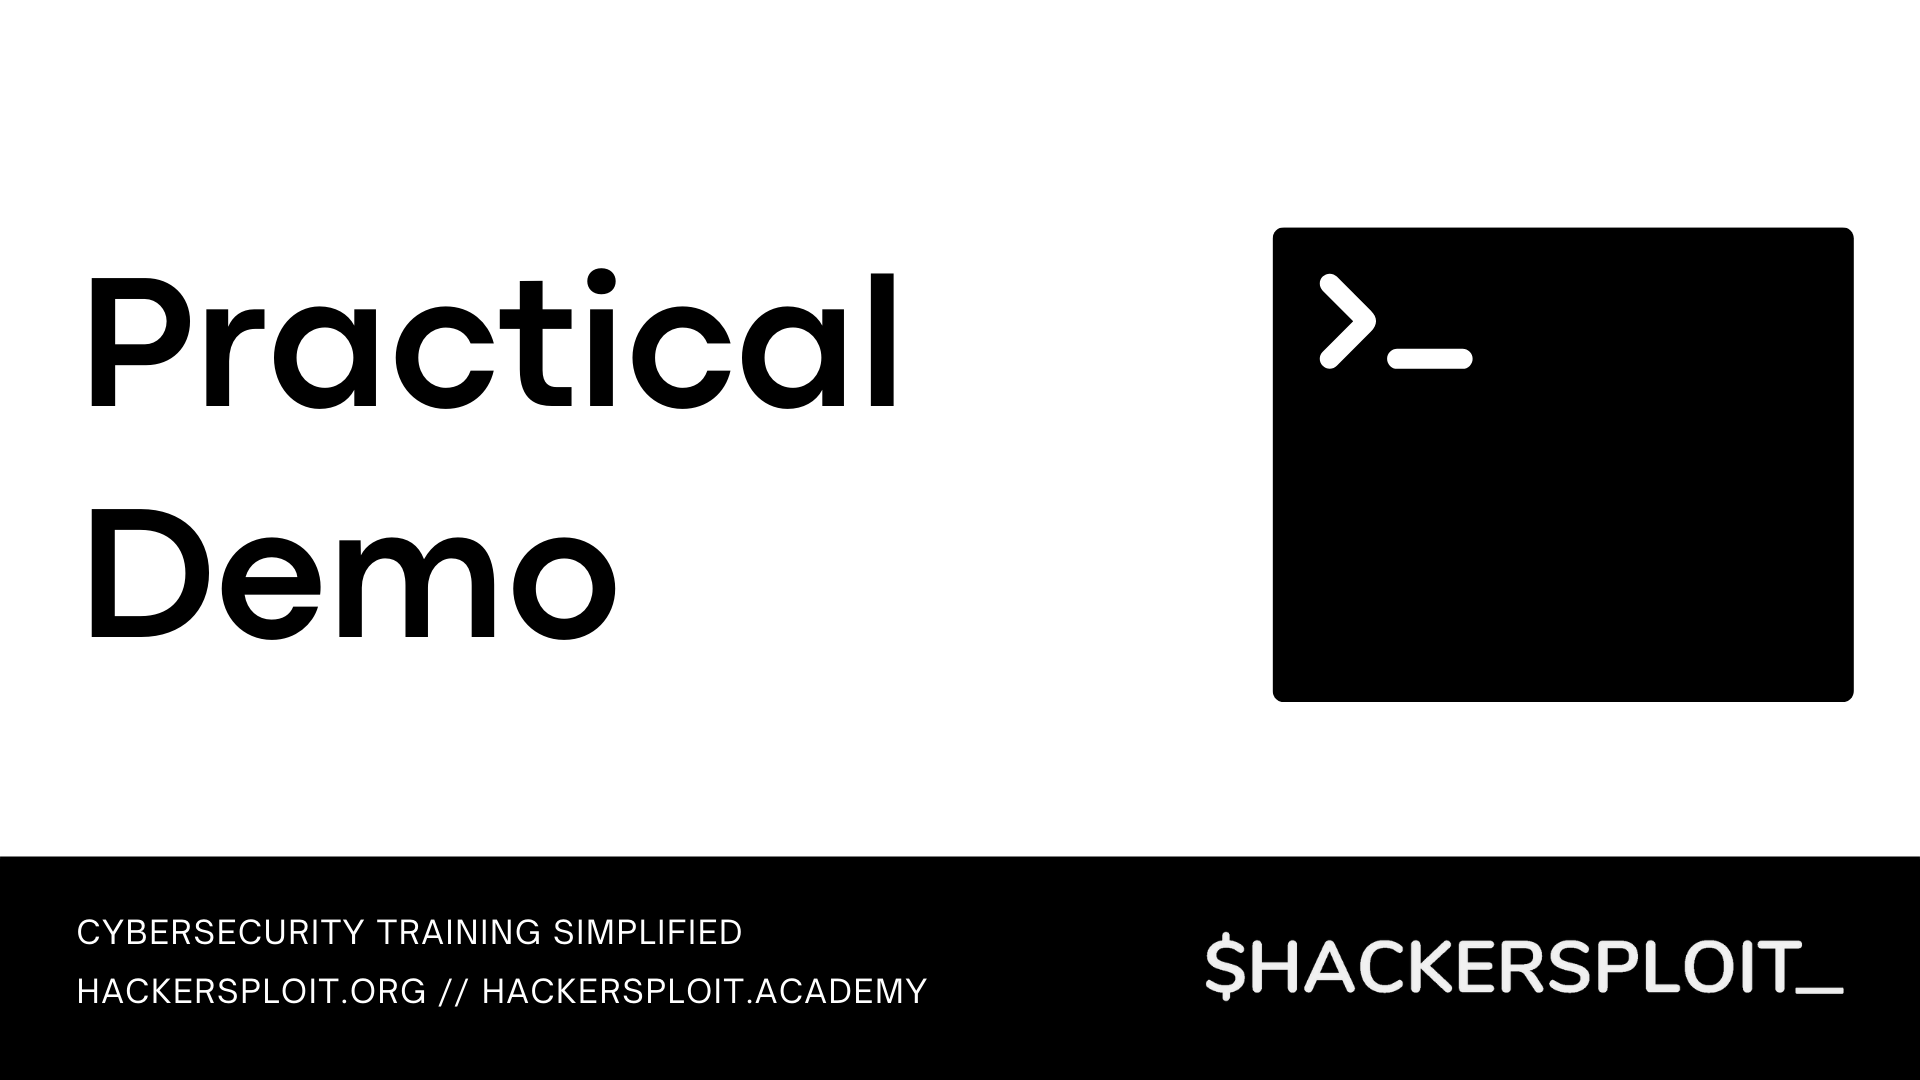 Practical
Demo
>_
CYBERSECURITY TRAINING SIMPLIFIED
HACKERSPLOIT.ORG // HACKERSPLOIT.ACADEMY
$HACKERSPLOIT_